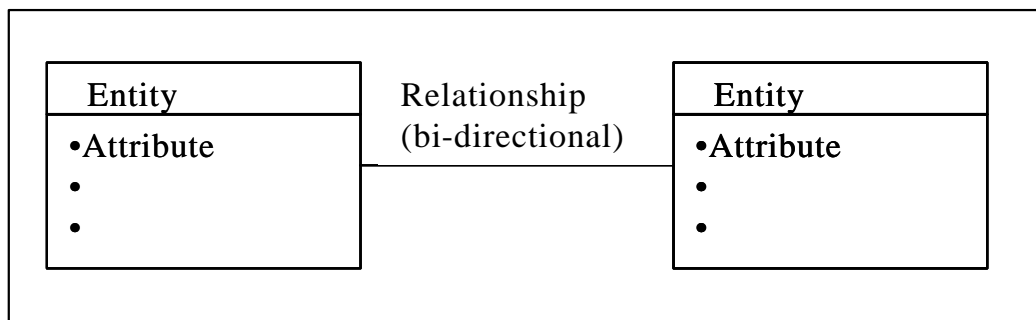 Entity
•Attribute
•
•
Relationship
(bi-directional)
Entity
•Attribute
•
•